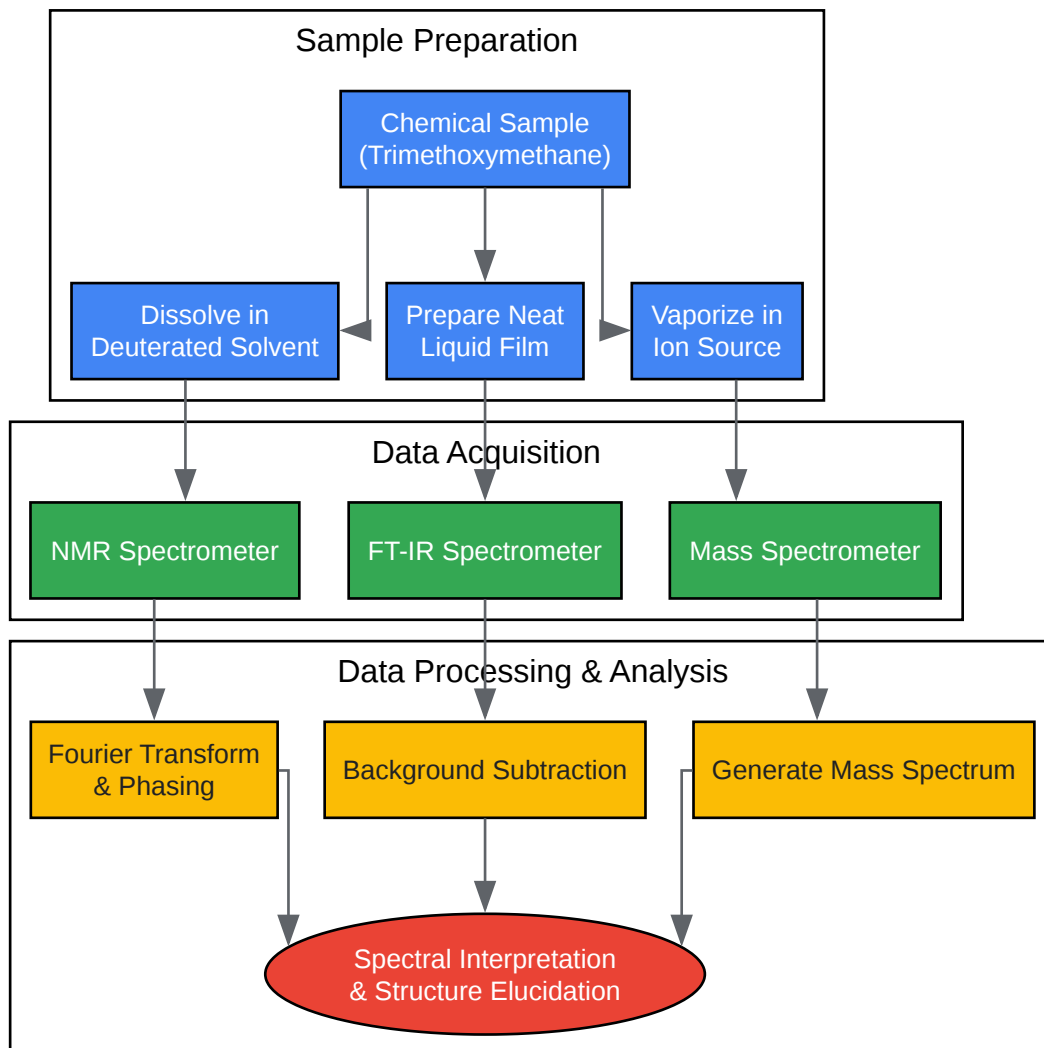 Sample Preparation
Chemical Sample
(Trimethoxymethane)
Dissolve in
Deuterated Solvent
Prepare Neat
Liquid Film
Vaporize in
Ion Source
Data Acquisition
NMR Spectrometer
FT-IR Spectrometer
Mass Spectrometer
Data Processing & Analysis
Fourier Transform
& Phasing
Background Subtraction
Generate Mass Spectrum
Spectral Interpretation
& Structure Elucidation